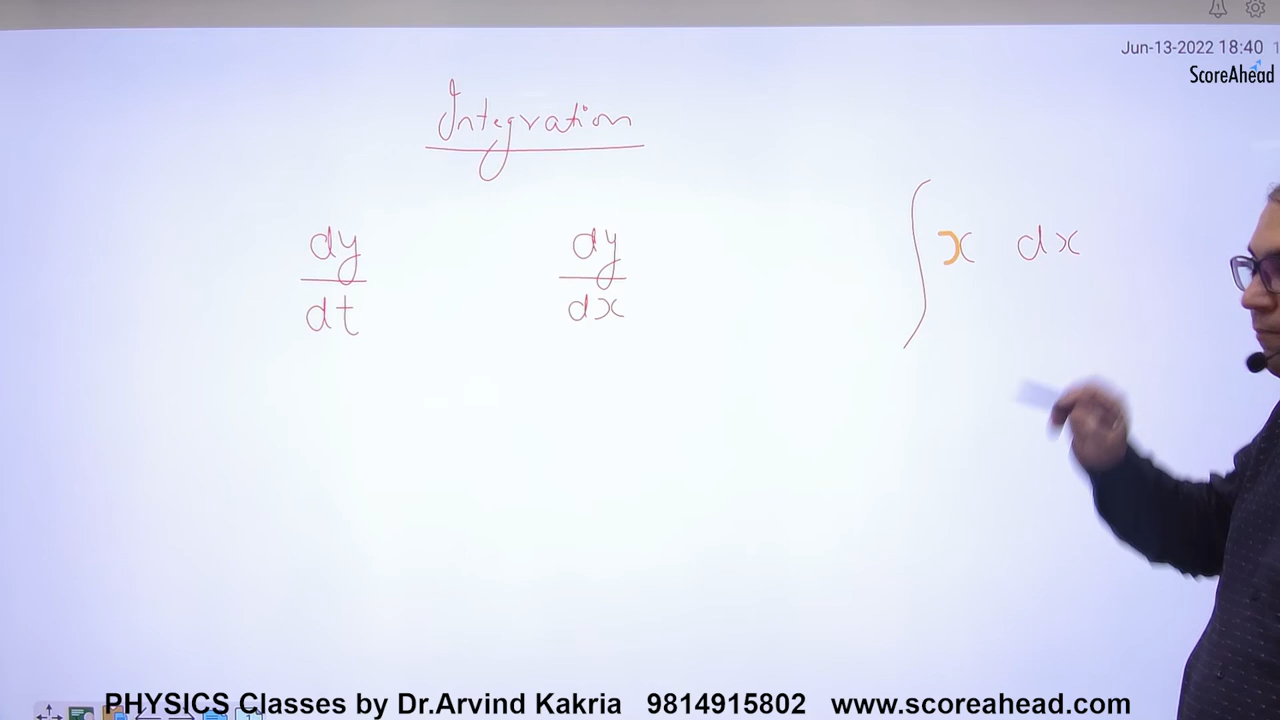 Jun-13-2022 18:40 1
ScoreAhead
Integration
dy/dt dy/dx ∫ x dx
PHYSICS Classes by Dr.Arvind Kakria 9814915802 www.scoreahead.com